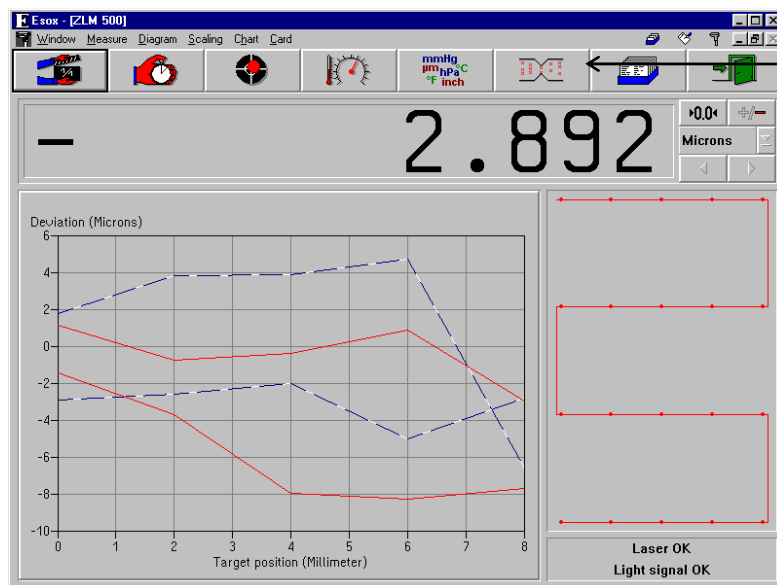 Esox - [ZLM 500]
Window Measure Diagram Scaling Chart Card
mmHg
µm hPa °C
°F inch
►0.0◄ +/−
− 2.892
Microns
Deviation (Microns)
6
4
2
0
-2
-4
-6
-8
-10
0 1 2 3 4 5 6 7 8
Target position (Millimeter)
Laser OK
Light signal OK